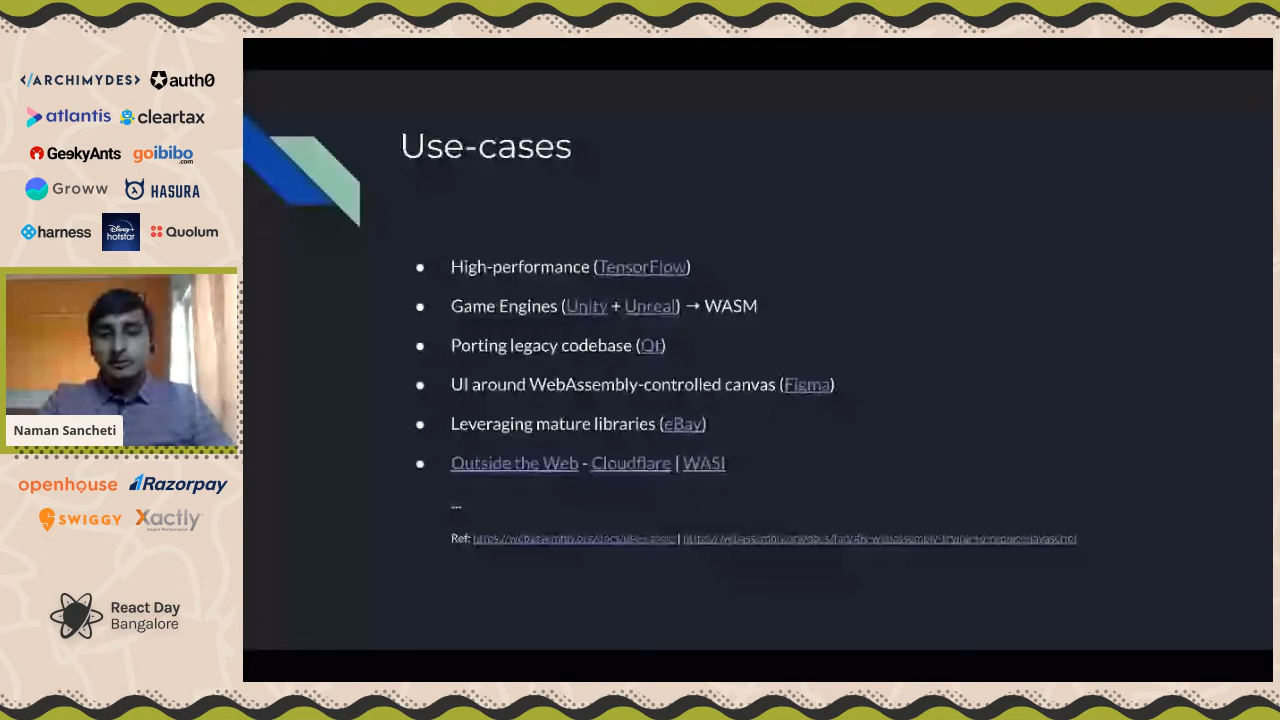 </ARCHIMYDES> auth0
atlantis cleartax
GeekyAnts goibibo.com
Groww HASURA
harness Disney+ hotstar Quolum
Naman Sancheti
openhouse Razorpay
SWIGGY Xactly
React Day
Bangalore
Use-cases
● High-performance (TensorFlow)
● Game Engines (Unity + Unreal) → WASM
● Porting legacy codebase (Qt)
● UI around WebAssembly-controlled canvas (Figma)
● Leveraging mature libraries (eBay)
● Outside the Web - Cloudflare | WASI
...
Ref: |